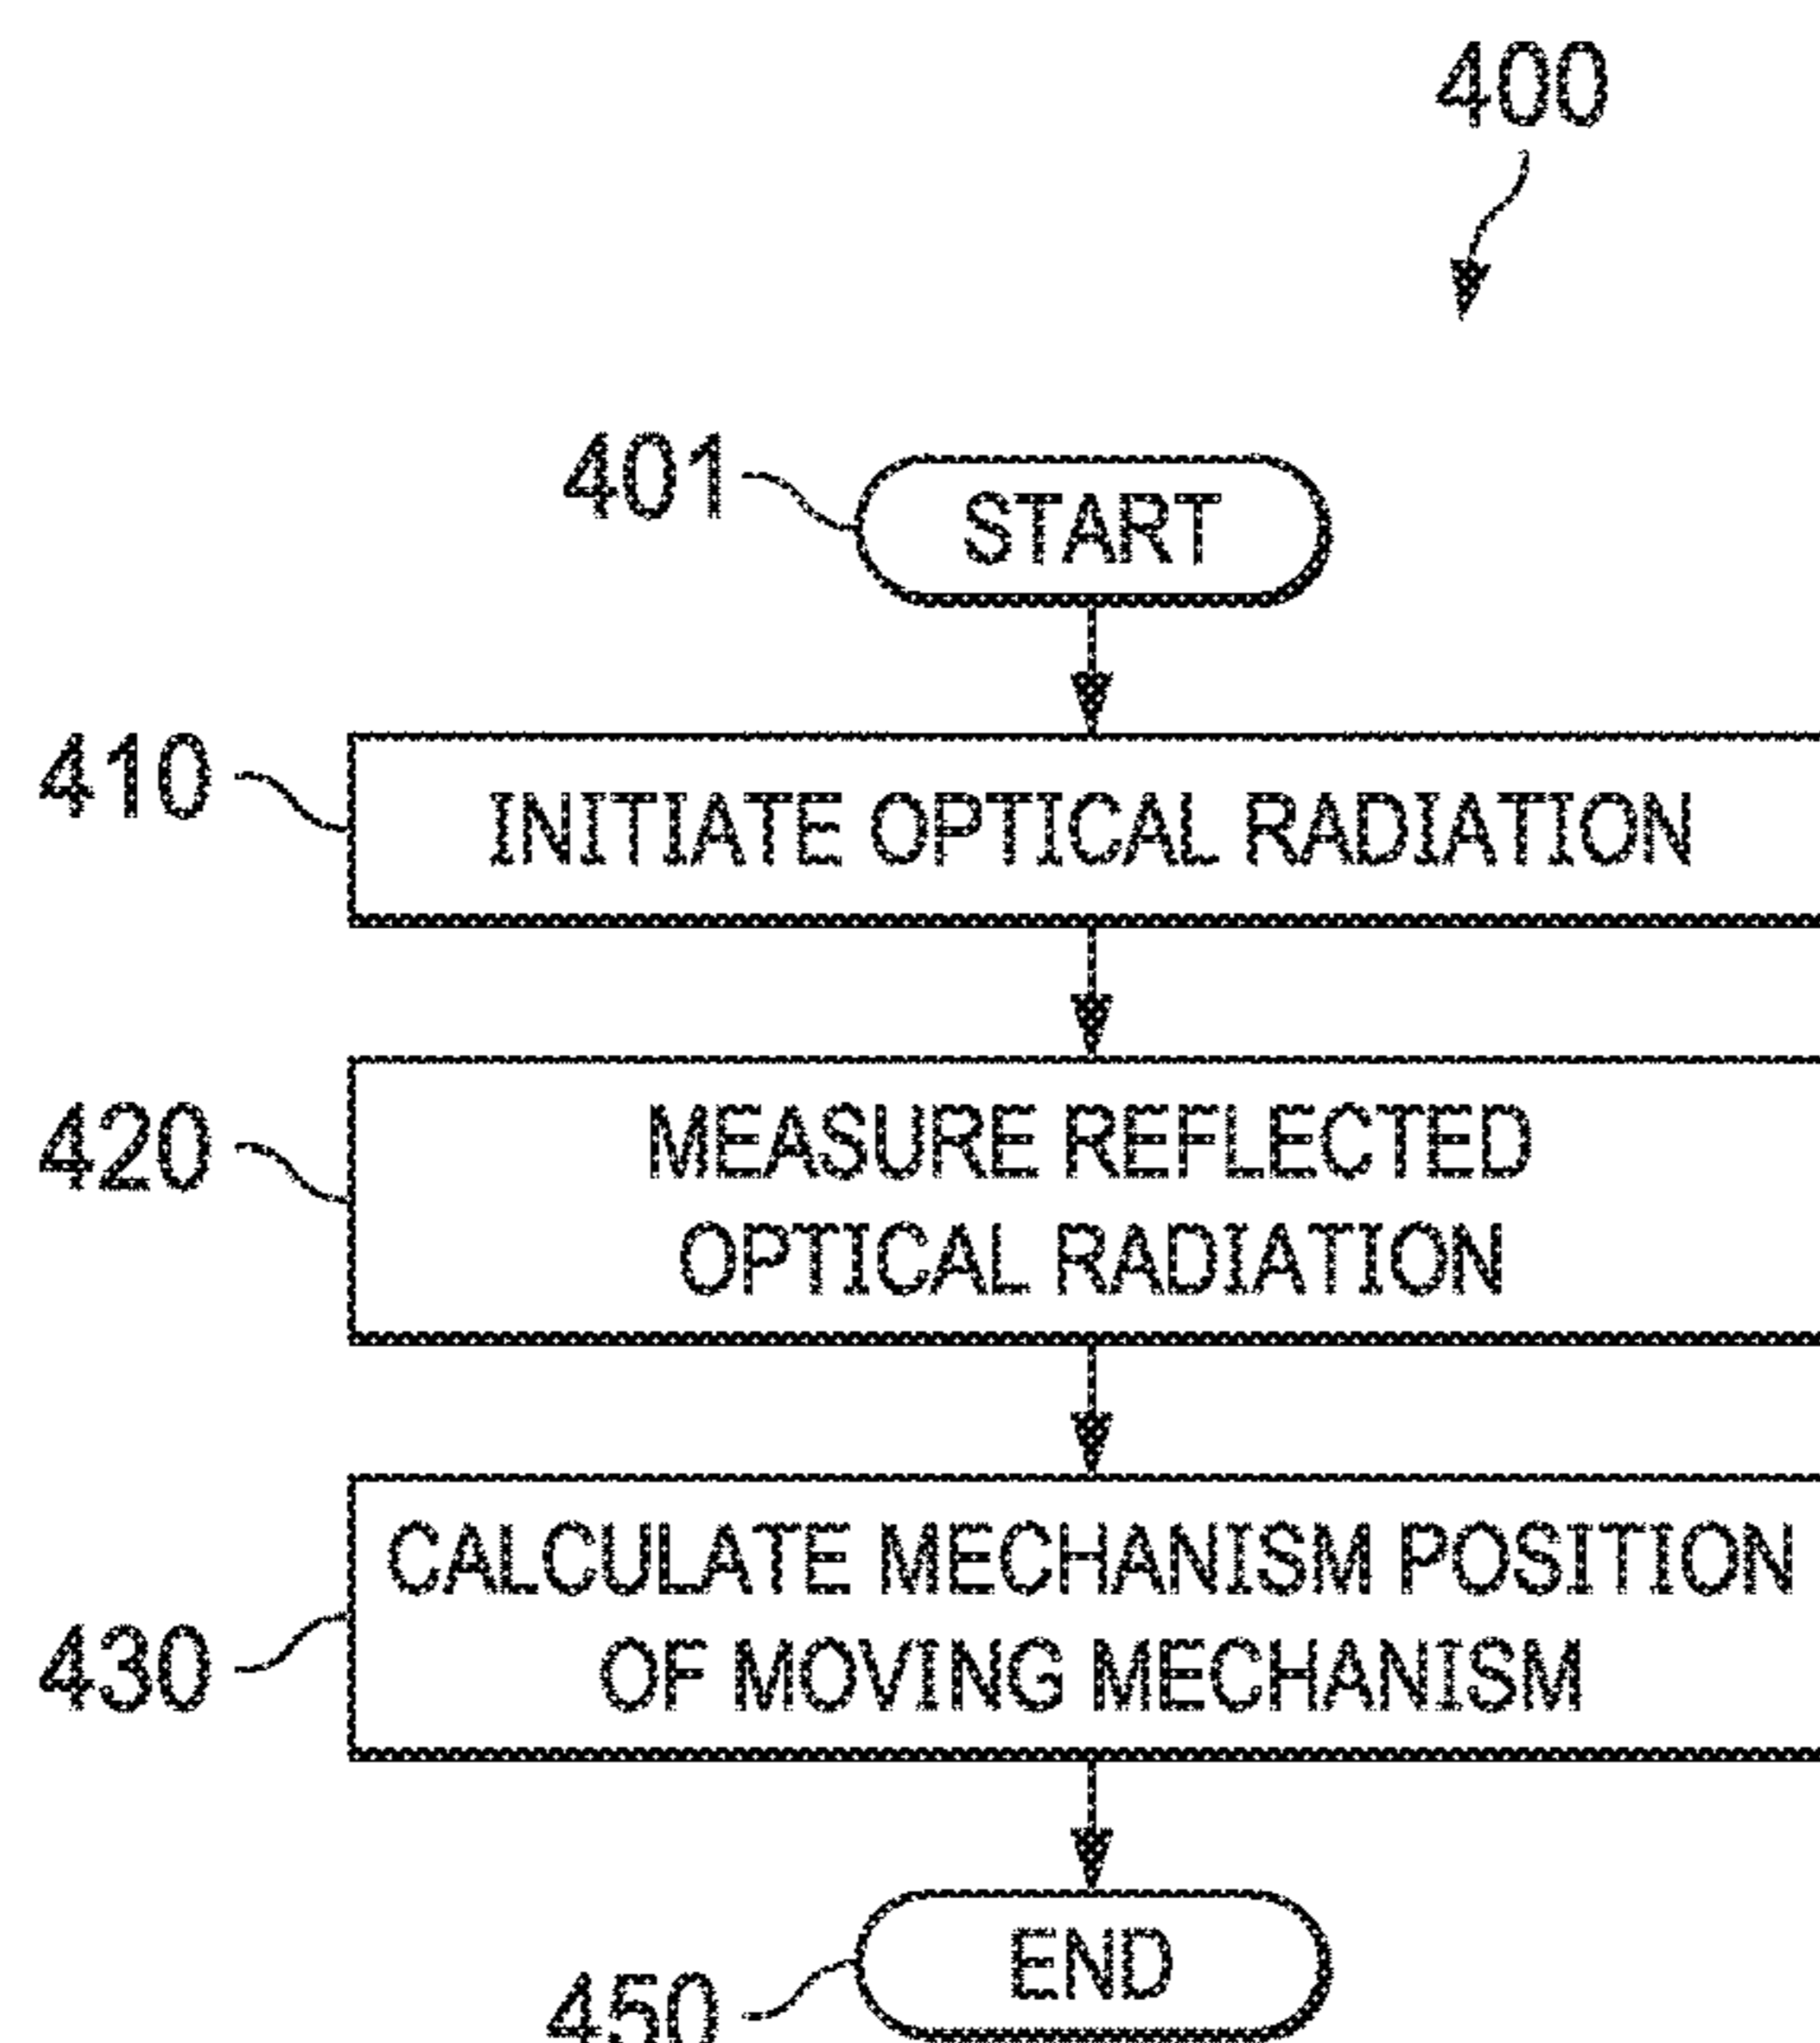 400
401
START
410
INITIATE OPTICAL RADIATION
420
MEASURE REFLECTED
OPTICAL RADIATION
430
CALCULATE MECHANISM POSITION
OF MOVING MECHANISM
450
END